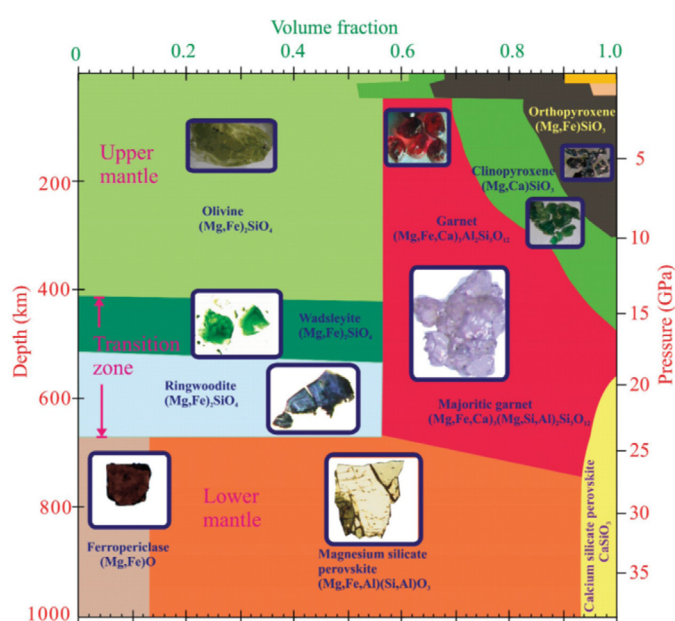 Volume fraction
0 0.2 0.4 0.6 0.8 1.0
Upper
mantle
Olivine
(Mg,Fe)₂SiO₄
Orthopyroxene
(Mg,Fe)SiO₃
Clinopyroxene
(Mg,Ca)SiO₃
Garnet
(Mg,Fe,Ca)₃Al₂Si₃O₁₂
200
400
600
800
1000
Depth (km)
5
10
15
20
25
30
35
Pressure (GPa)
Wadsleyite
(Mg,Fe)₂SiO₄
Transition
zone
Ringwoodite
(Mg,Fe)₂SiO₄
Majoritic garnet
(Mg,Fe,Ca)₃(Mg,Si,Al)₂Si₃O₁₂
Lower
mantle
Ferropericlase
(Mg,Fe)O
Magnesium silicate
perovskite
(Mg,Fe,Al)(Si,Al)O₃
Calcium silicate perovskite
CaSiO₃